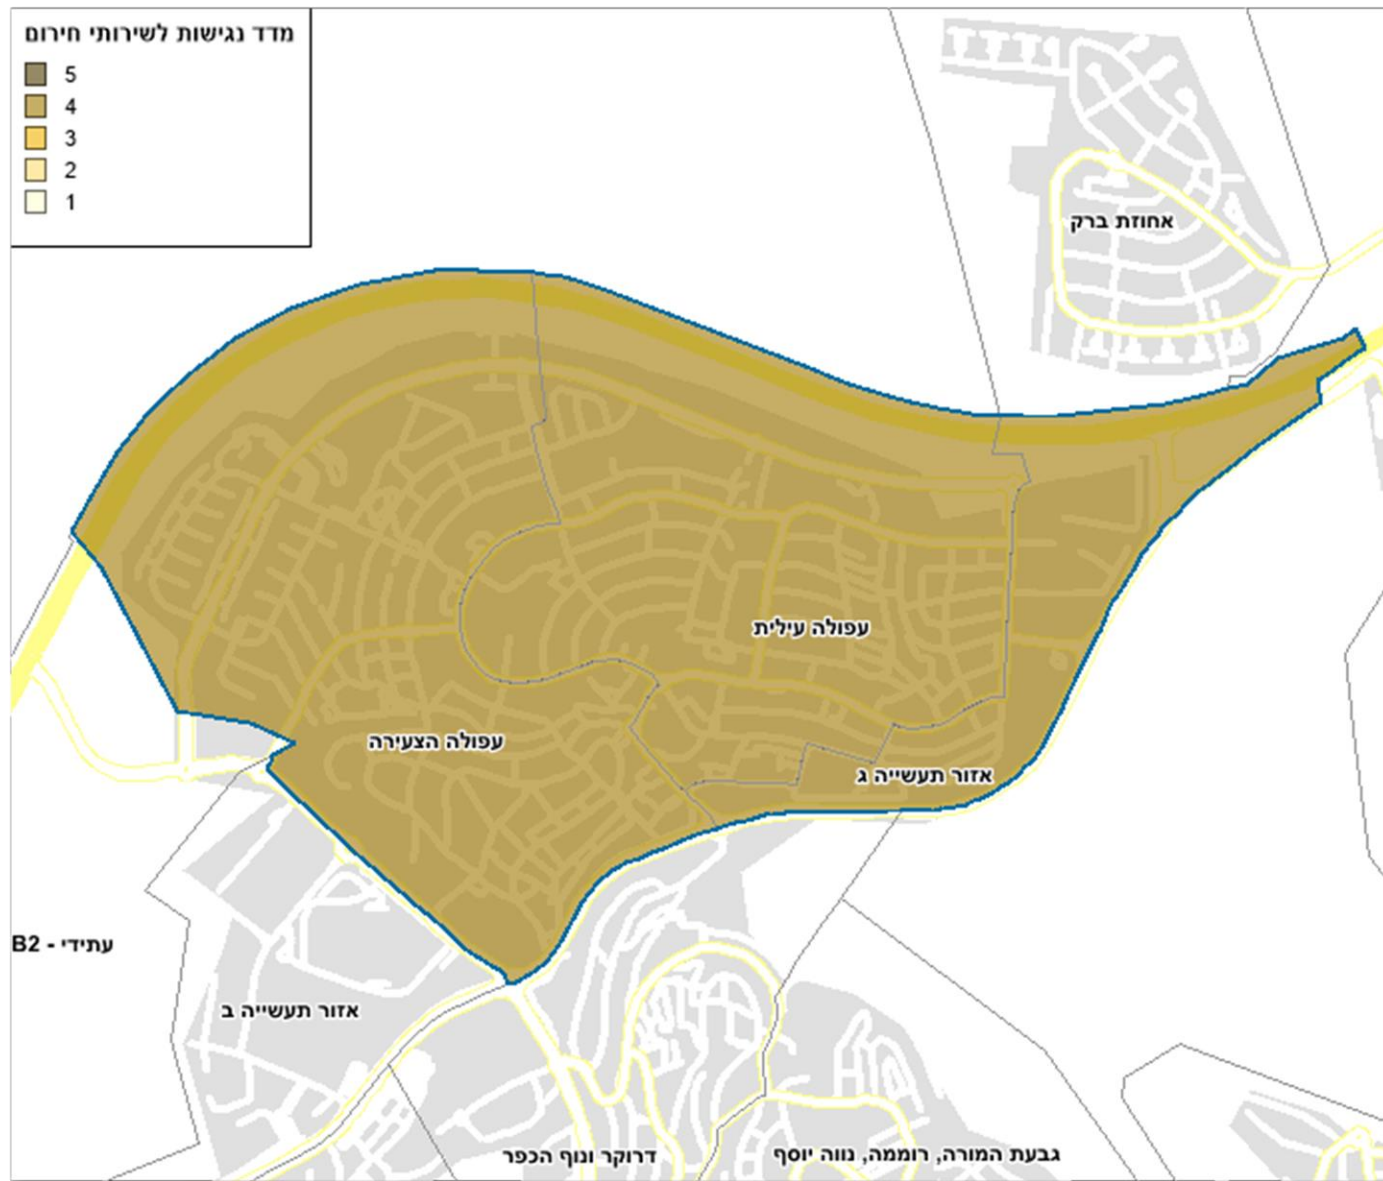 מדד נגישות לשירותי חירום
5
4
3
2
1
אחוזת ברק
עפולה עילית
עפולה הצעירה
אזור תעשייה ג
עתידי - B2
אזור תעשייה ב
דרוקר ונוף הכפר
גבעת המורה, רוממה, נווה יוסף